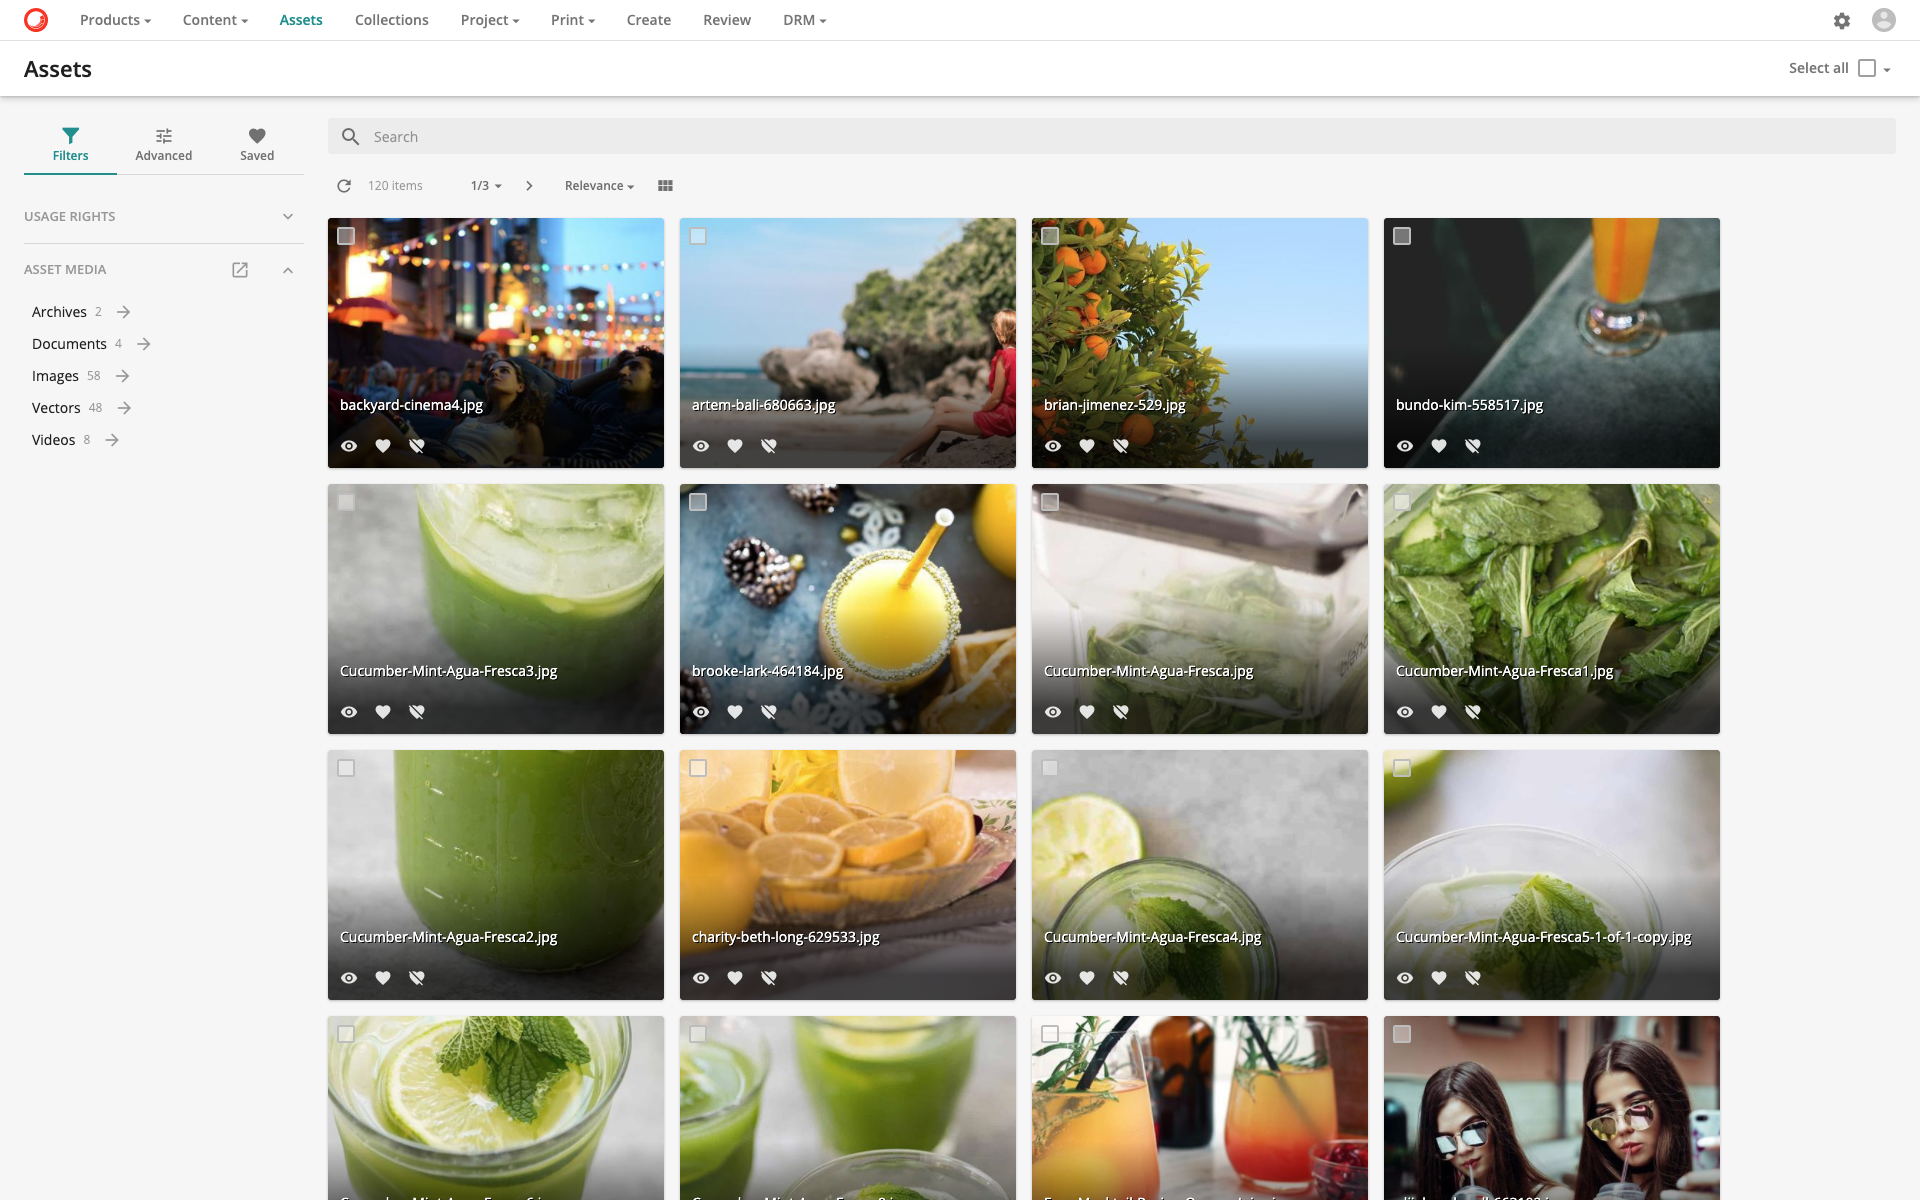 Products
Content
Assets
Collections
Project
Print
Create
Review
DRM
Assets
Select all
Filters
Advanced
Saved
Search
120 items
1/3
Relevance
USAGE RIGHTS
ASSET MEDIA
Archives 2
Documents 4
Images 58
Vectors 48
Videos 8
backyard-cinema4.jpg
artem-bali-680663.jpg
brian-jimenez-529.jpg
bundo-kim-558517.jpg
Cucumber-Mint-Agua-Fresca3.jpg
brooke-lark-464184.jpg
Cucumber-Mint-Agua-Fresca.jpg
Cucumber-Mint-Agua-Fresca1.jpg
Cucumber-Mint-Agua-Fresca2.jpg
charity-beth-long-629533.jpg
Cucumber-Mint-Agua-Fresca4.jpg
Cucumber-Mint-Agua-Fresca5-1-of-1-copy.jpg